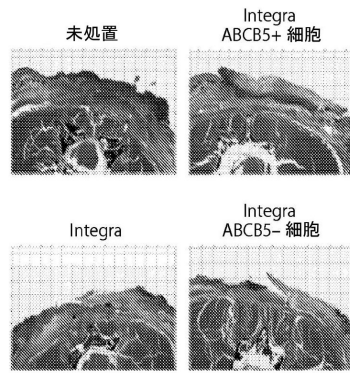 未処置
Integra
ABCB5+ 細胞
Integra
Integra
ABCB5– 細胞